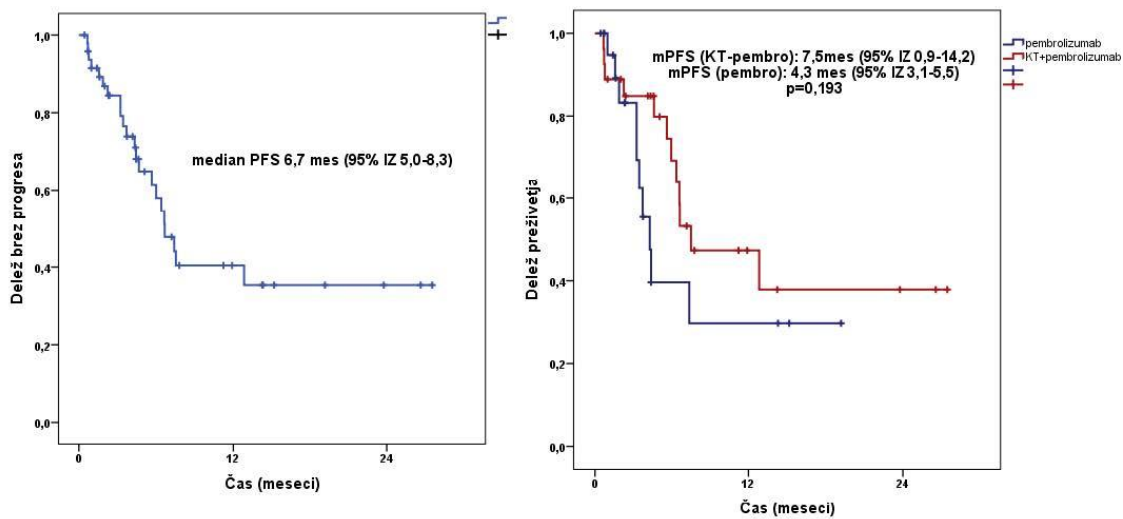 1,0
0,8
0,6
0,4
0,2
0,0
Delež brez progresa
median PFS 6,7 mes (95% IZ 5,0-8,3)
0
12
24
Čas (meseci)
1,0
0,8
0,6
0,4
0,2
0,0
Delež preživetja
mPFS (KT-pembro): 7,5mes (95% IZ 0,9-14,2)
mPFS (pembro): 4,3 mes (95% IZ 3,1-5,5)
p=0,193
pembrolizumab
KT+pembrolizumab
0
12
24
Čas (meseci)